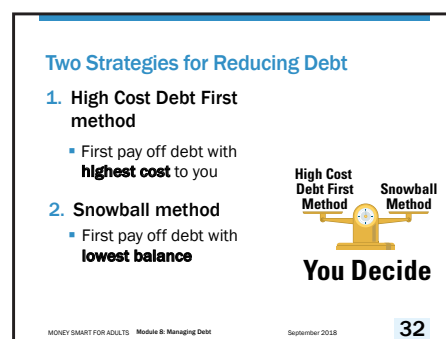 Two Strategies for Reducing Debt
1. High Cost Debt First
method
▪ First pay off debt with
highest cost to you
2. Snowball method
▪ First pay off debt with
lowest balance
High Cost
Debt First
Method
Snowball
Method
You Decide
MONEY SMART FOR ADULTS Module 8: Managing Debt September 2018 32